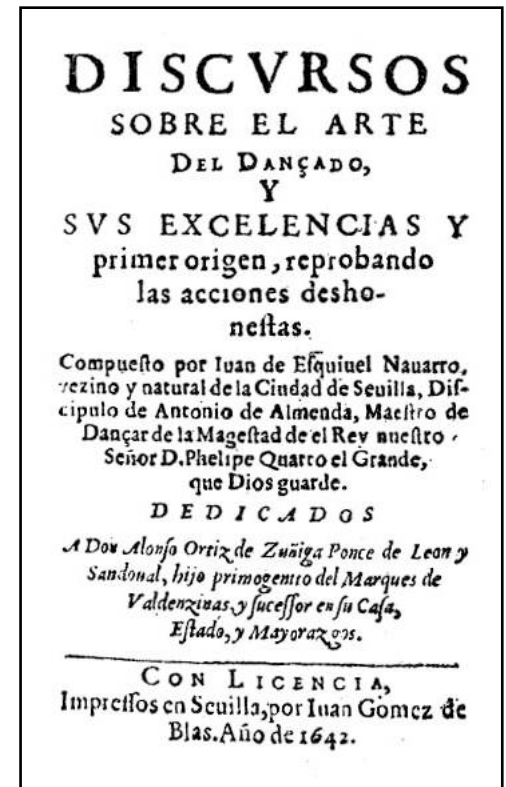 DISCVRSOS
SOBRE EL ARTE
DEL DANÇADO,
Y
SVS EXCELENCIAS Y
primer origen, reprobando
las acciones desho-
neſtas.
Compueſto por Iuan de Eſquiuel Nauarro,
vezino y natural de la Ciudad de Seuilla, Diſ-
cipulo de Antonio de Almenda, Maeſtro de
Dançar de la Mageſtad de el Rey nueſtro
Señor D. Phelipe Quarto el Grande,
que Dios guarde.
DEDICADOS
A Don Alonſo Ortiz de Zuñiga Ponce de Leon y
Sandoual, hijo primogenito del Marques de
Valdenzinas, y ſuceſſor en ſu Caſa,
Eſtado, y Mayorazgos.
CON LICENCIA,
Impreſſos en Seuilla, por Iuan Gomez de
Blas. Año de 1642.